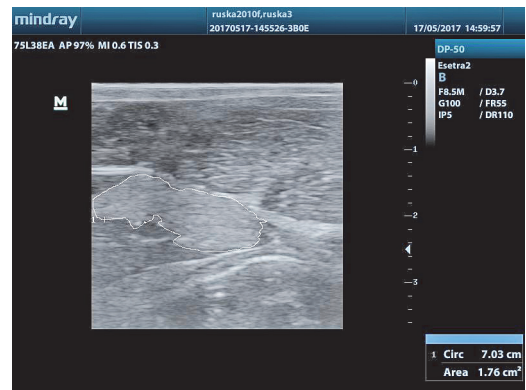 mindray
ruska2010f,ruska3
20170517-145526-3B0E
17/05/2017 14:59:57
75L38EA AP 97% MI 0.6 TIS 0.3
DP-50
Esetra2
B
F8.5M / D3.7
G100 / FR55
IP5 / DR110
M
0
1
2
3
1
1 Circ 7.03 cm
Area 1.76 cm²